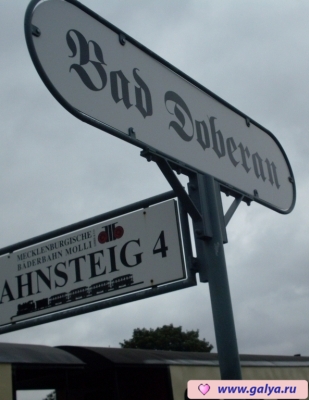 Bad Doberan
MECKLENBURGISCHE
BÄDERBAHN MOLLI
AHNSTEIG 4
www.galya.ru